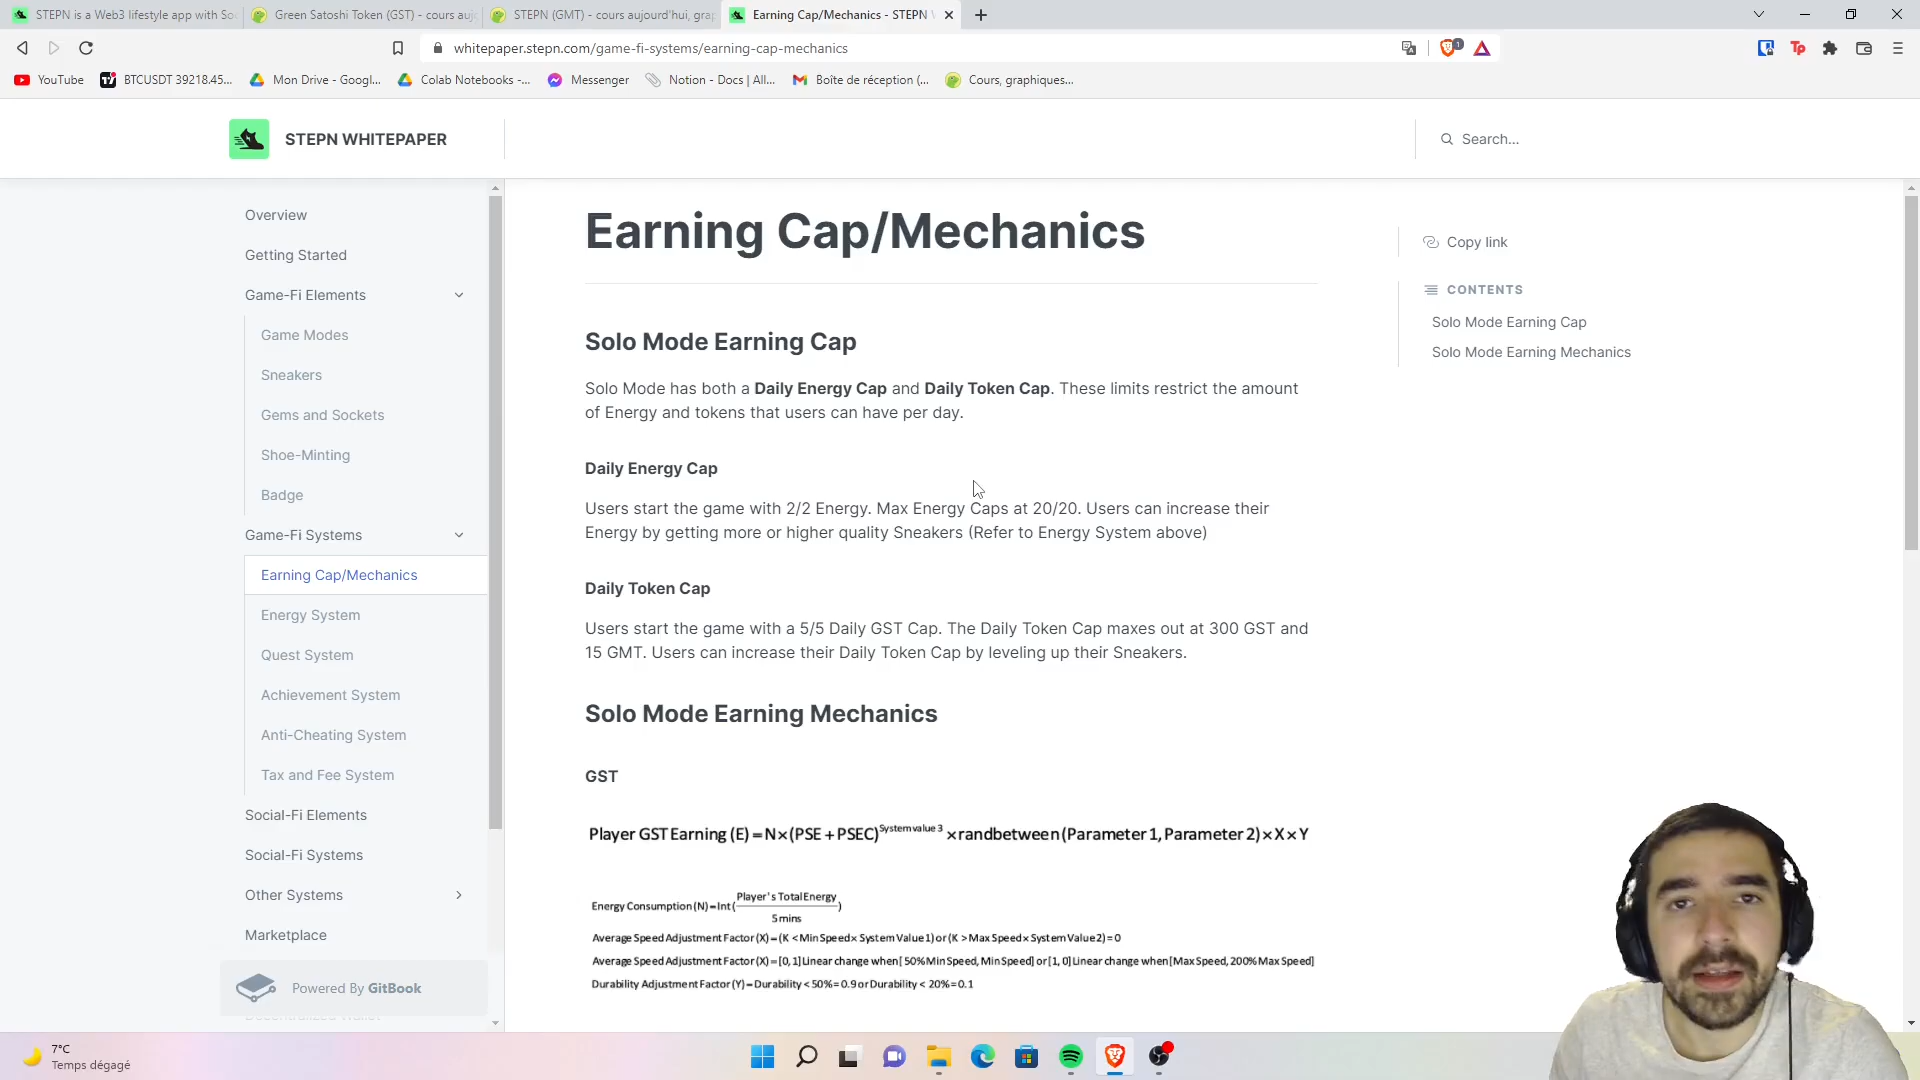 STEPN is a Web3 lifestyle app with So
Green Satoshi Token (GST) - cours auj
STEPN (GMT) - cours aujourd'hui, gra
Earning Cap/Mechanics - STEPN
whitepaper.stepn.com/game-fi-systems/earning-cap-mechanics
1
Tp
YouTube
BTCUSDT 39218.45...
Mon Drive - Googl...
Colab Notebooks -...
Messenger
Notion - Docs | All...
Boîte de réception (...
Cours, graphiques...
STEPN WHITEPAPER
Search...
Overview
Getting Started
Game-Fi Elements
Game Modes
Sneakers
Gems and Sockets
Shoe-Minting
Badge
Game-Fi Systems
Earning Cap/Mechanics
Energy System
Quest System
Achievement System
Anti-Cheating System
Tax and Fee System
Social-Fi Elements
Social-Fi Systems
Other Systems
Marketplace
Powered By GitBook
Earning Cap/Mechanics
Solo Mode Earning Cap
Solo Mode has both a Daily Energy Cap and Daily Token Cap. These limits restrict the amount
of Energy and tokens that users can have per day.
Daily Energy Cap
Users start the game with 2/2 Energy. Max Energy Caps at 20/20. Users can increase their
Energy by getting more or higher quality Sneakers (Refer to Energy System above)
Daily Token Cap
Users start the game with a 5/5 Daily GST Cap. The Daily Token Cap maxes out at 300 GST and
15 GMT. Users can increase their Daily Token Cap by leveling up their Sneakers.
Solo Mode Earning Mechanics
GST
Player GST Earning (E) = N × (PSE + PSEC)^System value 3 × randbetween (Parameter 1, Parameter 2) × X × Y
Energy Consumption (N) = Int (Player's Total Energy / 5 mins)
Average Speed Adjustment Factor (X) = (K < Min Speed × System Value 1) or (K > Max Speed × System Value 2) = 0
Average Speed Adjustment Factor (X) = [0, 1] Linear change when [ 50% Min Speed, Min Speed] or [1, 0] Linear change when [Max Speed, 200% Max Speed]
Durability Adjustment Factor (Y) = Durability < 50% = 0.9 or Durability < 20% = 0.1
Copy link
CONTENTS
Solo Mode Earning Cap
Solo Mode Earning Mechanics
7°C
Temps dégagé